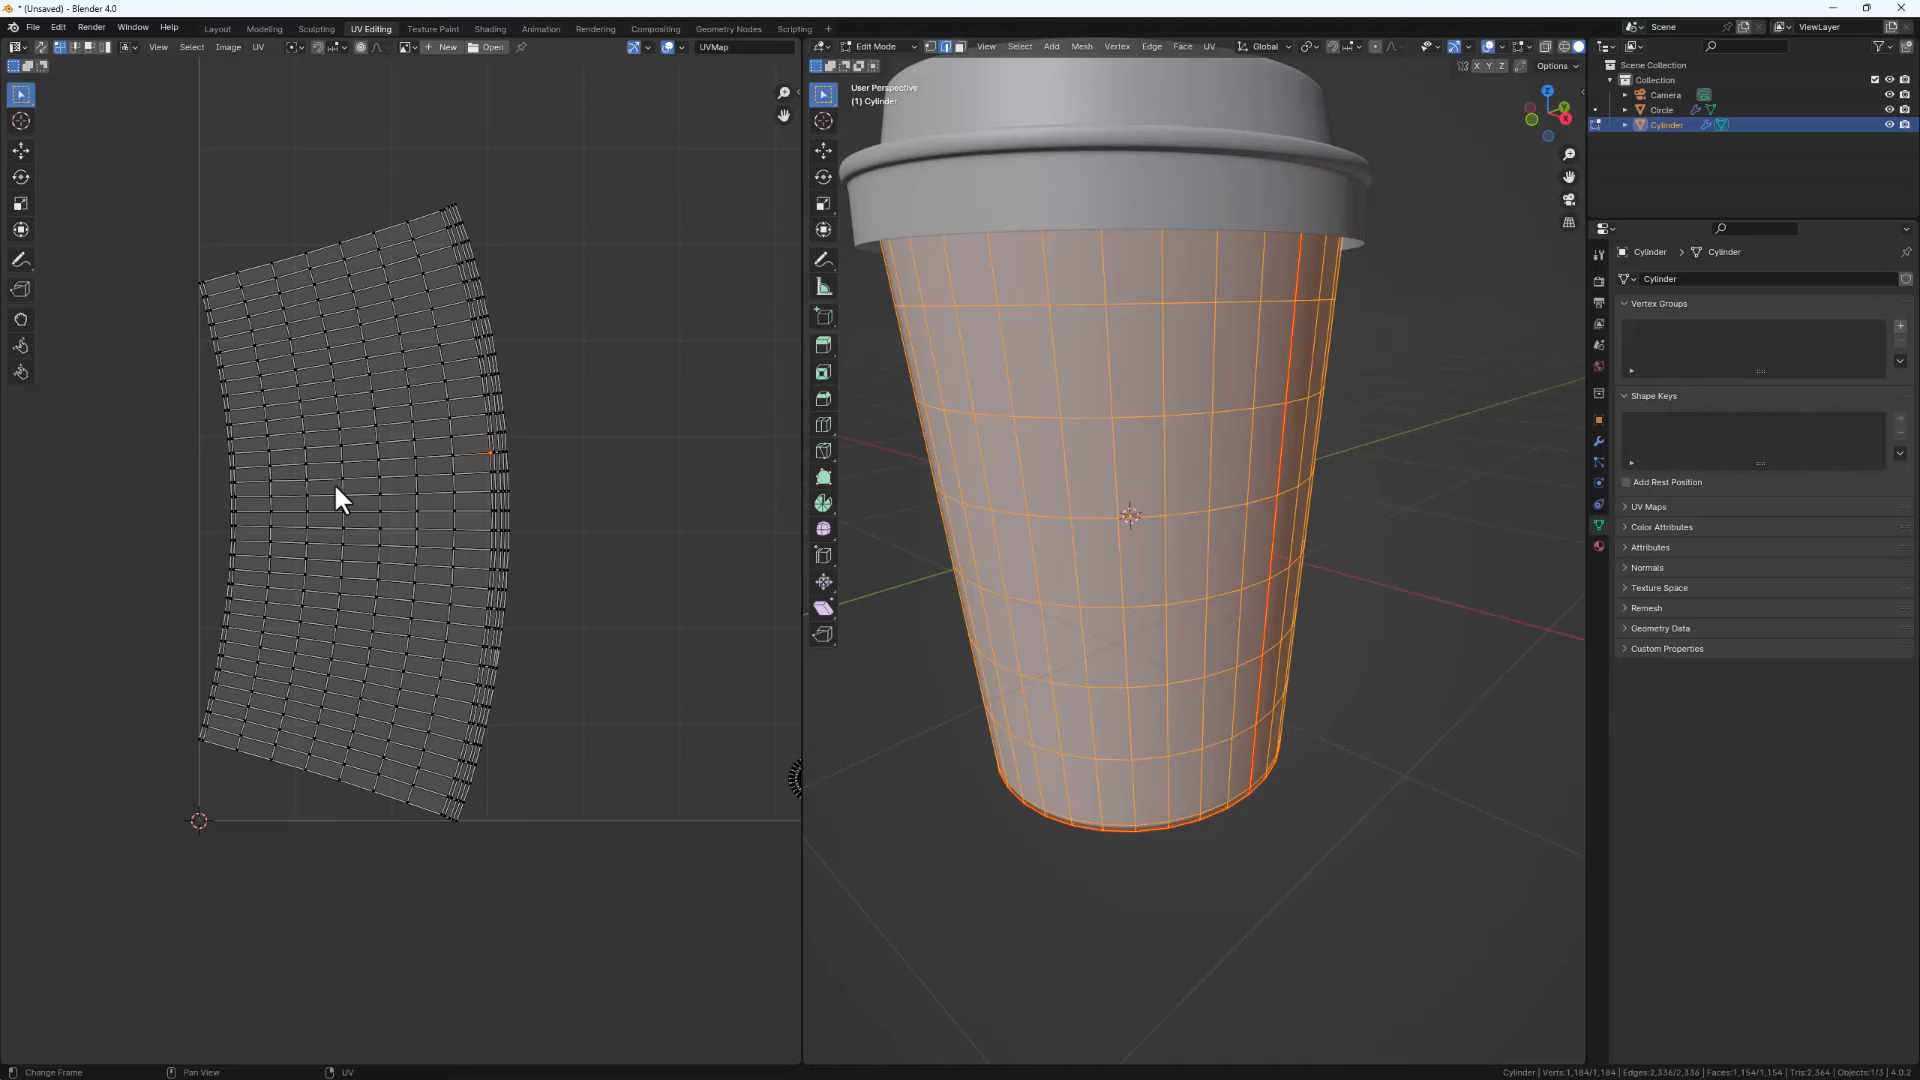 * (Unsaved) - Blender 4.0
File Edit Render Window Help Layout Modeling Sculpting UV Editing Texture Paint Shading Animation Rendering Compositing Geometry Nodes Scripting + Scene ViewLayer
View Select Image UV New Open UVMap
Edit Mode View Select Add Mesh Vertex Edge Face UV Global
X Y Z Options
User Perspective
(1) Cylinder
Z
Y
X
Scene Collection
Collection
Camera
Circle
Cylinder
Cylinder > Cylinder
Cylinder
Vertex Groups
Shape Keys
Add Rest Position
UV Maps
Color Attributes
Attributes
Normals
Texture Space
Remesh
Geometry Data
Custom Properties
Change Frame Pan View UV
Cylinder | Verts:1,184/1,184 | Edges:2,336/2,336 | Faces:1,154/1,154 | Tris:2,364 | Objects:1/3 | 4.0.2